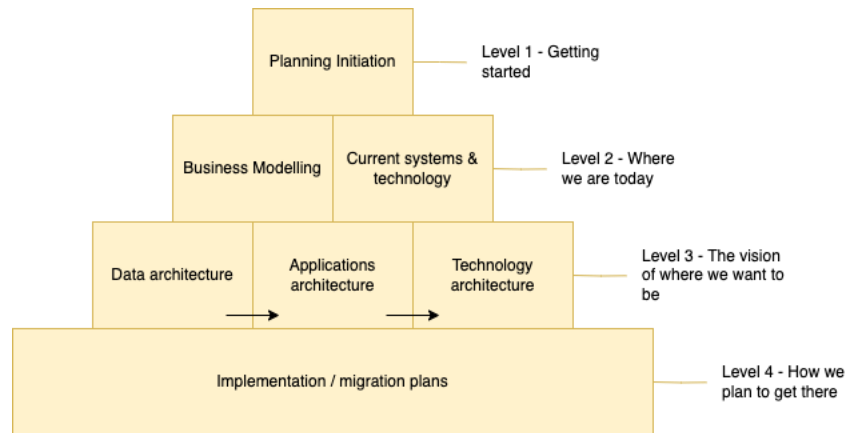 Planning Initiation
Level 1 - Getting
started
Business Modelling
Current systems &
technology
Level 2 - Where
we are today
Data architecture
Applications
architecture
Technology
architecture
Level 3 - The vision
of where we want to
be
Implementation / migration plans
Level 4 - How we
plan to get there